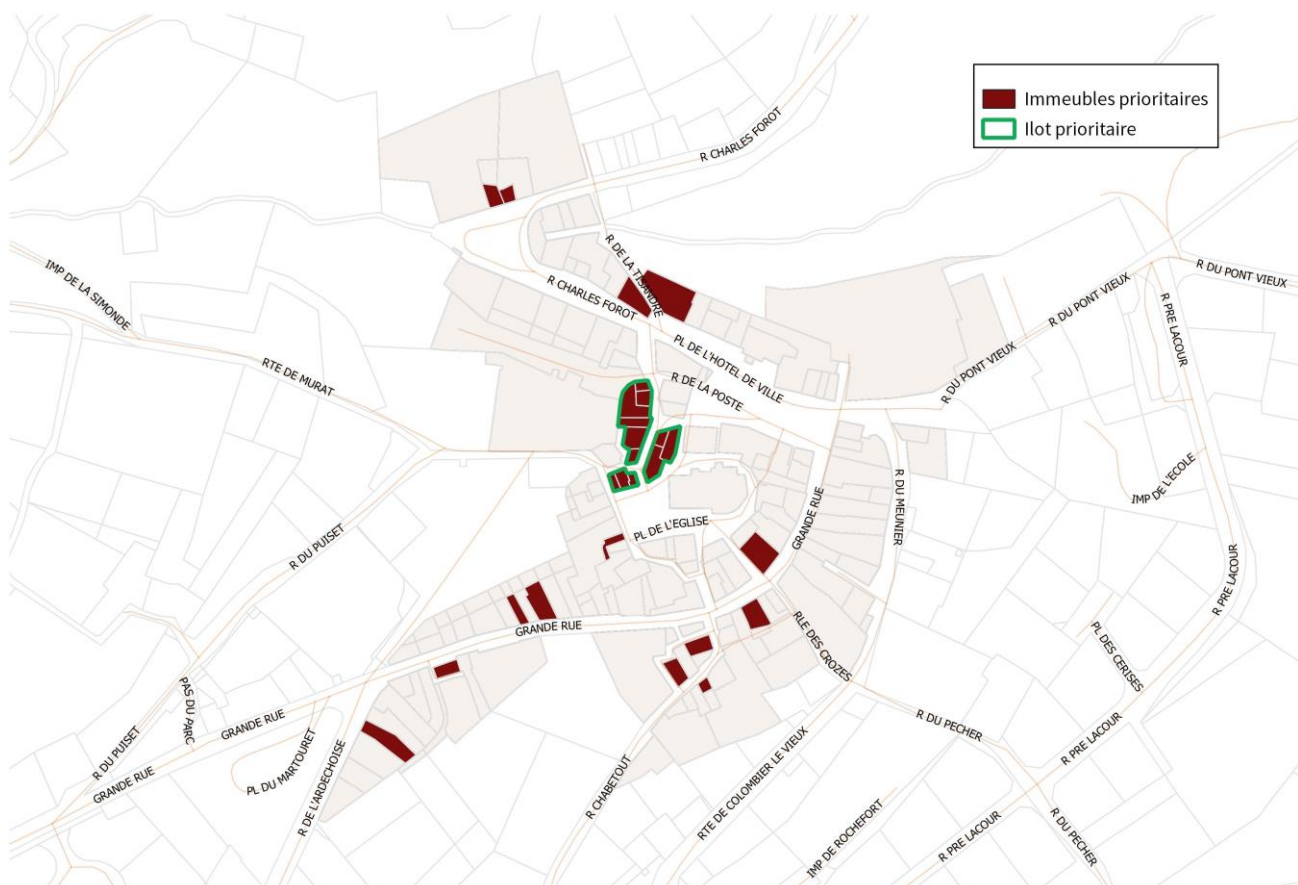 Immeubles prioritaires
Ilot prioritaire
R CHARLES FOROT
R DE LA TISANDRE
R CHARLES FOROT
PL DE L'HOTEL DE VILLE
R DE LA POSTE
IMP DE LA SIMONDE
RTE DE MURAT
R DU PONT VIEUX
R DU PONT VIEUX
R DU PONT VIEUX
R PRE LACOUR
IMP DE L'ECOLE
R DU MEUNIER
GRANDE RUE
PL DE L'EGLISE
R DU PUISET
R PRE LACOUR
GRANDE RUE
RLE DES CROZES
PL DES CERISES
PAS DU PARC
GRANDE RUE
R DU PUISET
GRANDE RUE
PL DU MARTOURET
R DE L'ARDECHOISE
R CHABETOUT
RTE DE COLOMBIER LE VIEUX
R DU PECHER
R PRE LACOUR
IMP DE ROCHEFORT
R PRE LACOUR
R DU PECHER